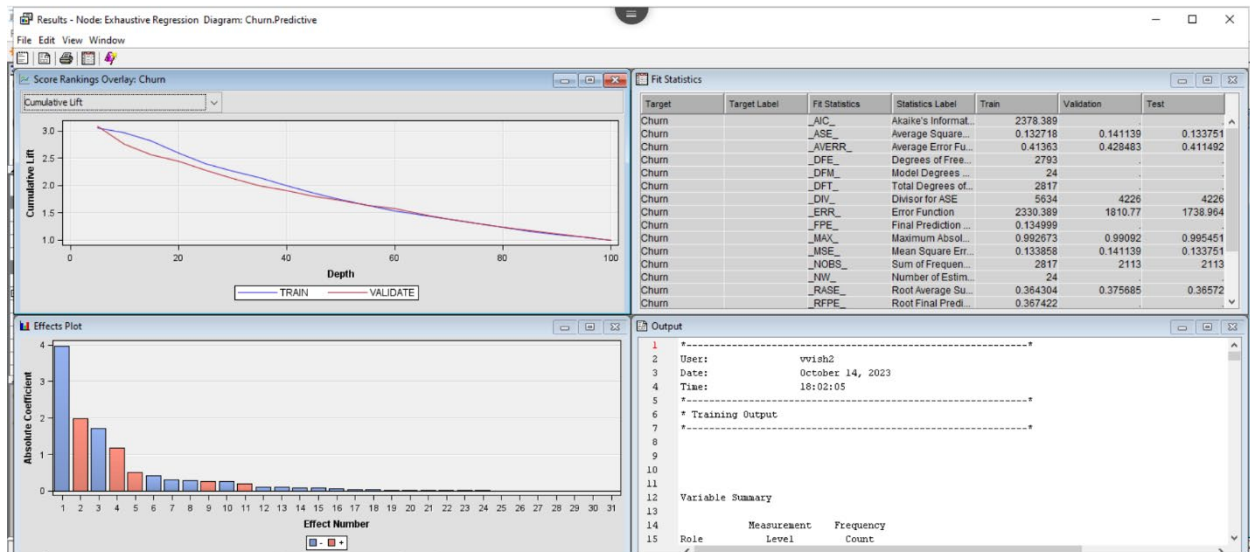 Results - Node: Exhaustive Regression Diagram: Churn.Predictive
File Edit View Window
Score Rankings Overlay: Churn
Cumulative Lift
Cumulative Lift
3.0
2.5
2.0
1.5
1.0
0 20 40 60 80 100
Depth
TRAIN VALIDATE
Fit Statistics
Target Target Label Fit Statistics Statistics Label Train Validation Test
Churn _AIC_ Akaike's Informat... 2378.389 . .
Churn _ASE_ Average Square... 0.132718 0.141139 0.133751
Churn _AVERR_ Average Error Fu... 0.41363 0.428483 0.411492
Churn _DFE_ Degrees of Free... 2793 . .
Churn _DFM_ Model Degrees ... 24 . .
Churn _DFT_ Total Degrees of... 2817 . .
Churn _DIV_ Divisor for ASE 5634 4226 4226
Churn _ERR_ Error Function 2330.389 1810.77 1738.964
Churn _FPE_ Final Prediction ... 0.134999 . .
Churn _MAX_ Maximum Absol... 0.992673 0.99092 0.995451
Churn _MSE_ Mean Square Err... 0.133858 0.141139 0.133751
Churn _NOBS_ Sum of Frequen... 2817 2113 2113
Churn _NW_ Number of Estim... 24 . .
Churn _RASE_ Root Average Su... 0.364304 0.375685 0.36572
Churn _RFPE_ Root Final Predi... 0.367422 . .
Effects Plot
Absolute Coefficient
4
3
2
1
0
1 2 3 4 5 6 7 8 9 10 11 12 13 14 15 16 17 18 19 20 21 22 23 24 25 26 27 28 29 30 31
Effect Number
- +
Output
1 *------------------------------------------------------------*
2 User: vvish2
3 Date: October 14, 2023
4 Time: 18:02:05
5 *------------------------------------------------------------*
6 * Training Output
7 *------------------------------------------------------------*
8
9
10
11
12 Variable Summary
13
14 Measurement Frequency
15 Role Level Count